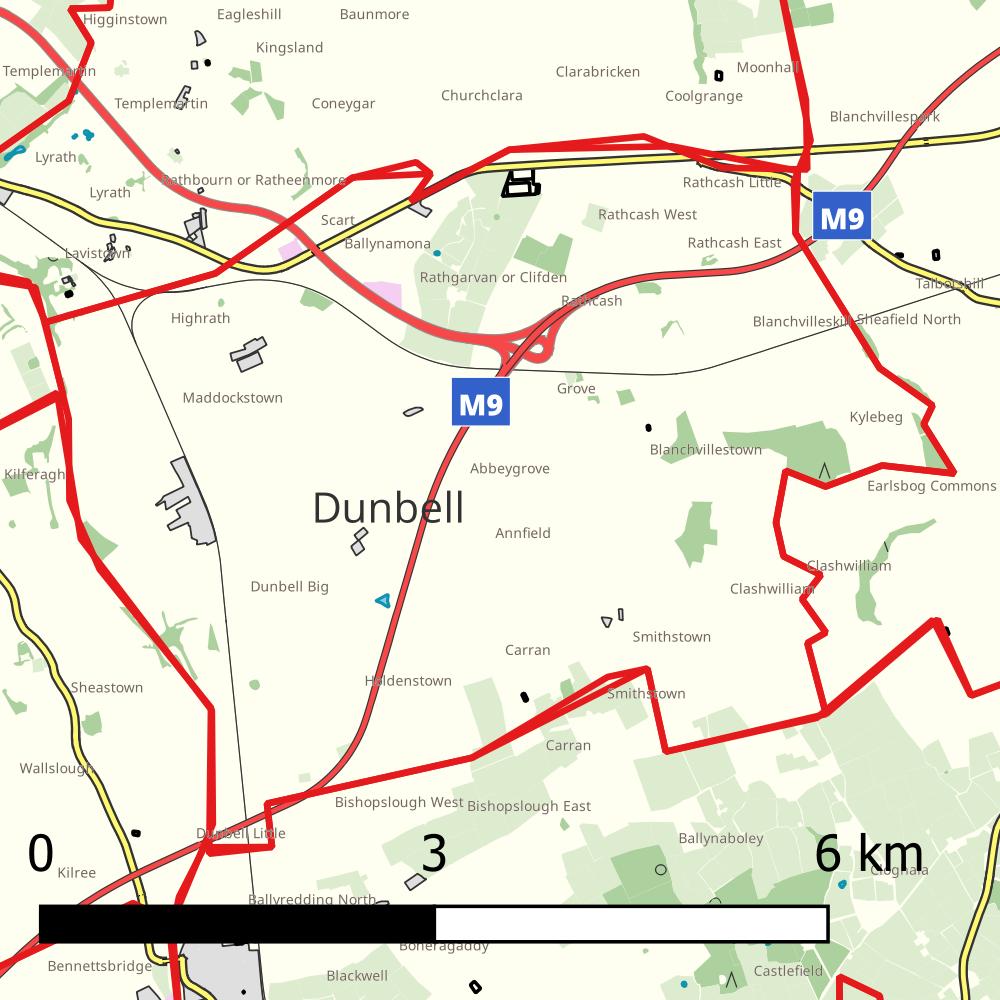 Higginstown
Eagleshill
Baunmore
Kingsland
Templemartin
Templemartin
Coneygar
Churchclara
Clarabricken
Moonhall
Coolgrange
Blanchvillespark
Lyrath
Lyrath
Rathbourn or Ratheenmore
Rathcash Little
Scart
Rathcash West
M9
Lavistown
Ballynamona
Rathcash East
Rathgarvan or Clifden
Talbotshill
Rathcash
Highrath
Blanchvilleskill
Sheafield North
Maddockstown
Grove
M9
Kylebeg
Kilferagh
Abbeygrove
Blanchvillestown
Earlsbog Commons
Dunbell
Annfield
Clashwilliam
Dunbell Big
Clashwilliam
Smithstown
Carran
Sheastown
Holdenstown
Smithstown
Carran
Wallslough
Bishopslough West
Bishopslough East
Dunbell Little
Ballynaboley
0 3 6 km
Kilree
Cloghala
Ballyredding North
Boheragaddy
Bennettsbridge
Blackwell
Castlefield